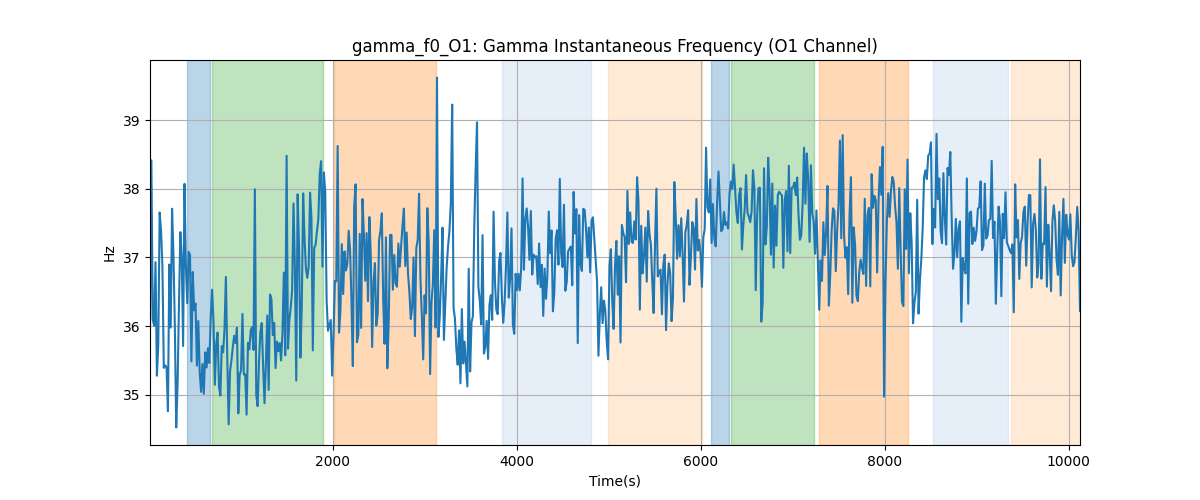 gamma_f0_O1: Gamma Instantaneous Frequency (O1 Channel)
39
38
37
36
35
Hz
2000 4000 6000 8000 10000
Time(s)